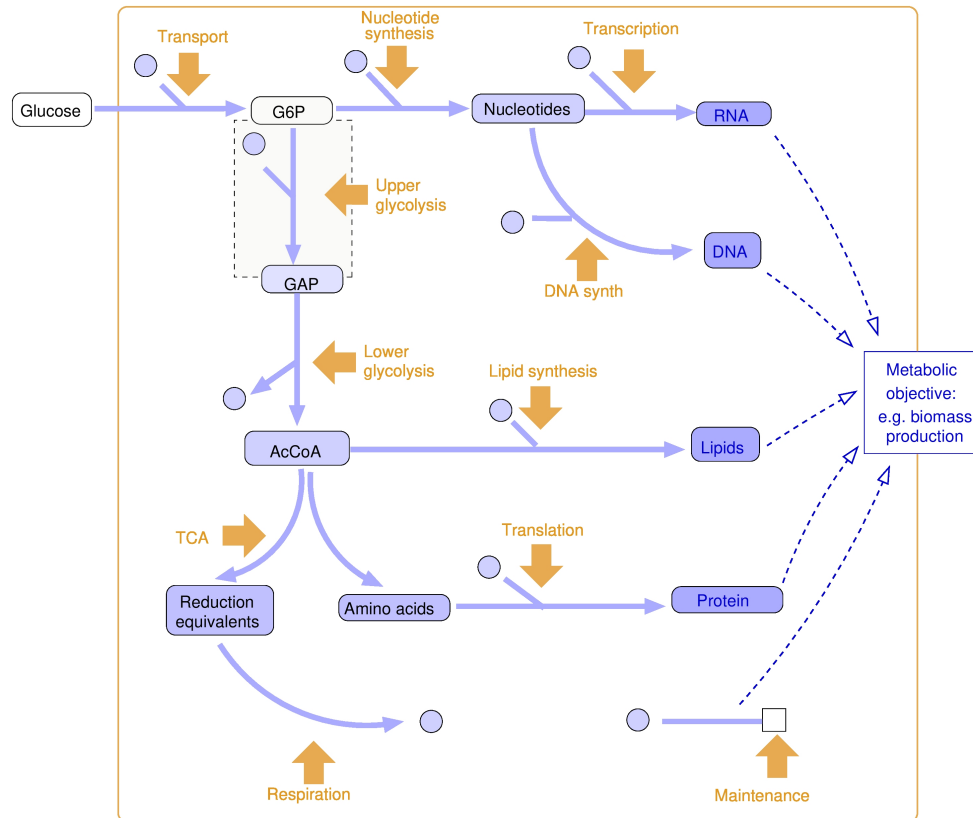 Nucleotide
synthesis
Transport
Transcription
Glucose
G6P
Nucleotides
RNA
Upper
glycolysis
DNA
GAP
DNA synth
Lower
glycolysis
Lipid synthesis
Metabolic
objective:
e.g. biomass
production
AcCoA
Lipids
TCA
Translation
Reduction
equivalents
Amino acids
Protein
Respiration
Maintenance